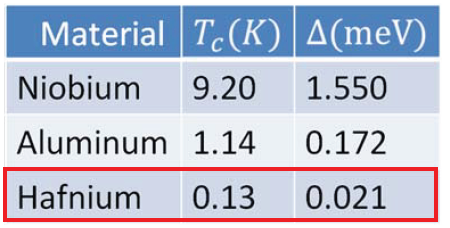 Material T_c(K) Δ(meV)
Niobium 9.20 1.550
Aluminum 1.14 0.172
Hafnium 0.13 0.021